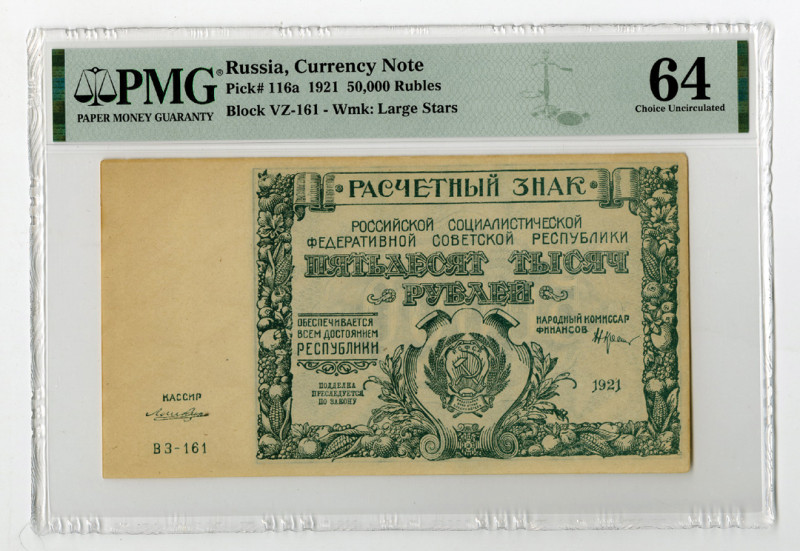 PMG®
PAPER MONEY GUARANTY
Russia, Currency Note
Pick# 116a 1921 50,000 Rubles
Block VZ-161 - Wmk: Large Stars
64
Choice Uncirculated
РАСЧЕТНЫЙ ЗНАК
РОССИЙСКОЙ СОЦИАЛИСТИЧЕСКОЙ
ФЕДЕРАТИВНОЙ СОВЕТСКОЙ РЕСПУБЛИКИ
ПЯТЬДЕСЯТ ТЫСЯЧ
РУБЛЕЙ
ОБЕСПЕЧИВАЕТСЯ
ВСЕМ ДОСТОЯНИЕМ
РЕСПУБЛИКИ
НАРОДНЫЙ КОМИССАР
ФИНАНСОВ
ПОДДЕЛКА
ПРЕСЛЕДУЕТСЯ
ПО ЗАКОНУ
1921
КАССИР
ВЗ-161